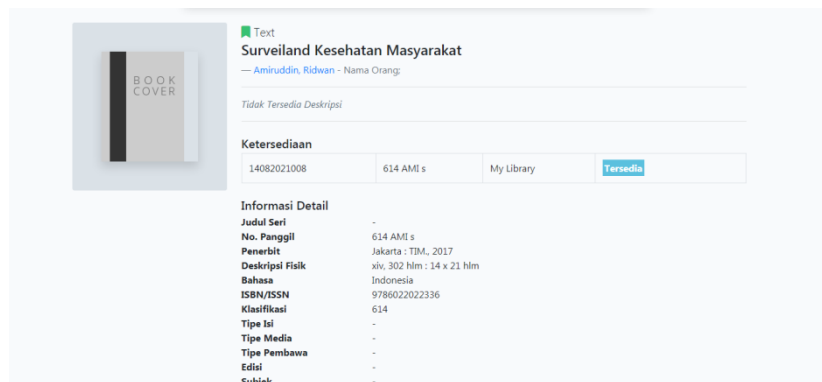 BOOK
COVER
Text
Surveiland Kesehatan Masyarakat
— Amiruddin, Ridwan - Nama Orang;
Tidak Tersedia Deskripsi
Ketersediaan
14082021008 614 AMI s My Library Tersedia
Informasi Detail
Judul Seri -
No. Panggil 614 AMI s
Penerbit Jakarta : TIM., 2017
Deskripsi Fisik xiv, 302 hlm : 14 x 21 hlm
Bahasa Indonesia
ISBN/ISSN 9786022022336
Klasifikasi 614
Tipe Isi -
Tipe Media -
Tipe Pembawa -
Edisi -
Subjek -